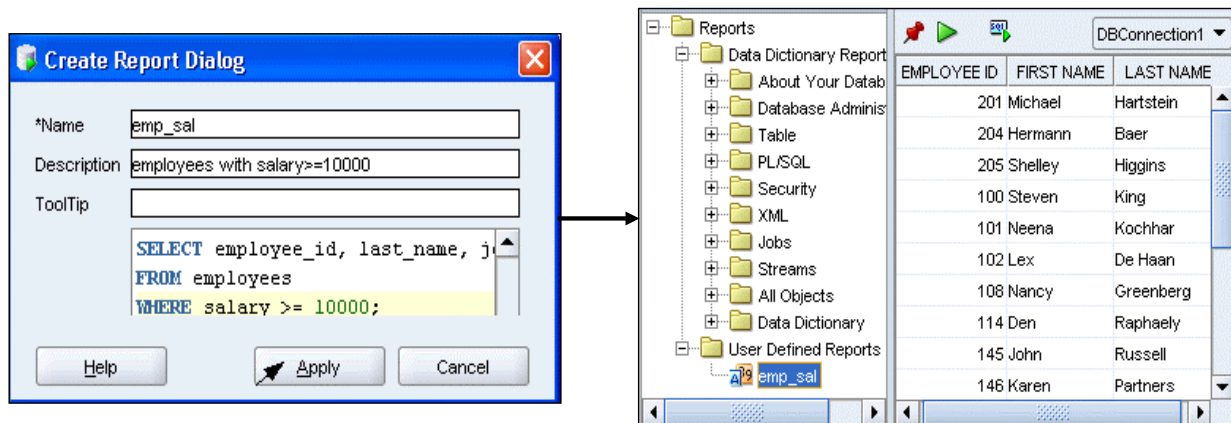 Create Report Dialog
*Name emp_sal
Description employees with salary>=10000
ToolTip
SELECT employee_id, last_name, j
FROM employees
WHERE salary >= 10000;
Help Apply Cancel
Reports
Data Dictionary Report
About Your Datab
Database Adminis
Table
PL/SQL
Security
XML
Jobs
Streams
All Objects
Data Dictionary
User Defined Reports
emp_sal
SQL DBConnection1
EMPLOYEE ID FIRST NAME LAST NAME
201 Michael Hartstein
204 Hermann Baer
205 Shelley Higgins
100 Steven King
101 Neena Kochhar
102 Lex De Haan
108 Nancy Greenberg
114 Den Raphaely
145 John Russell
146 Karen Partners